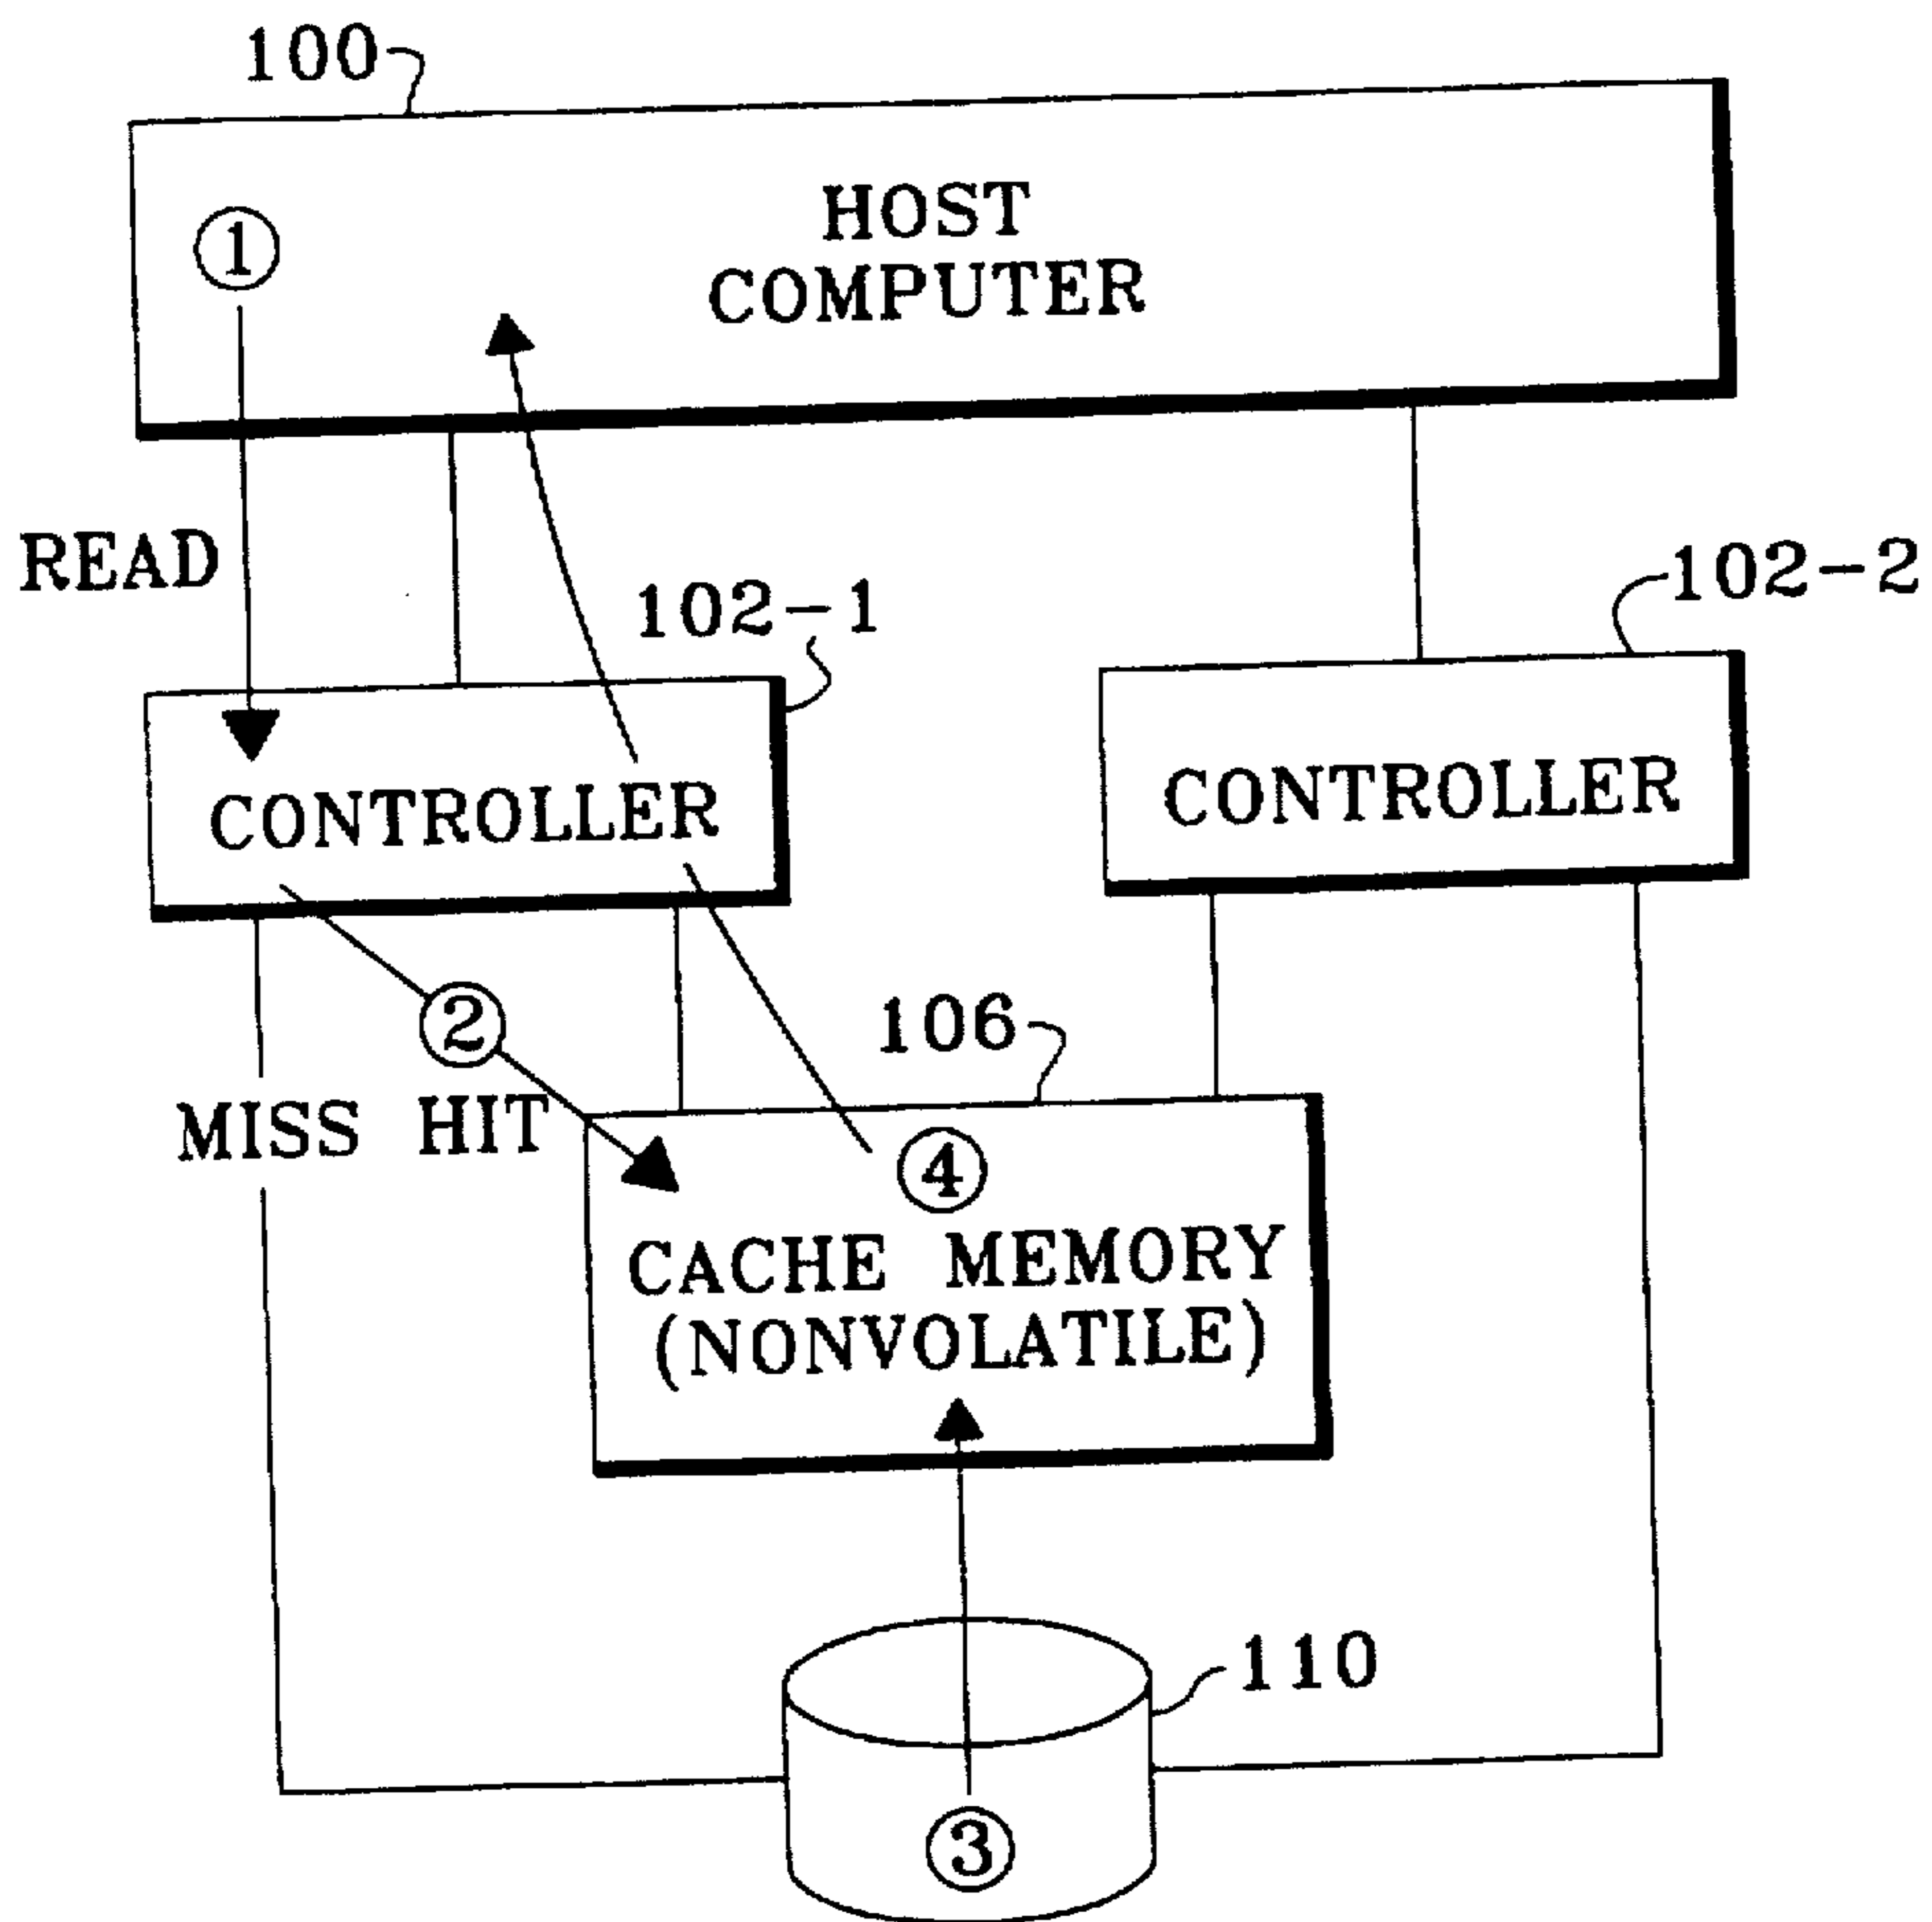 100
①
HOST
COMPUTER
READ
102-1
102-2
CONTROLLER
CONTROLLER
②
106
MISS HIT
④
CACHE MEMORY
(NONVOLATILE)
110
③